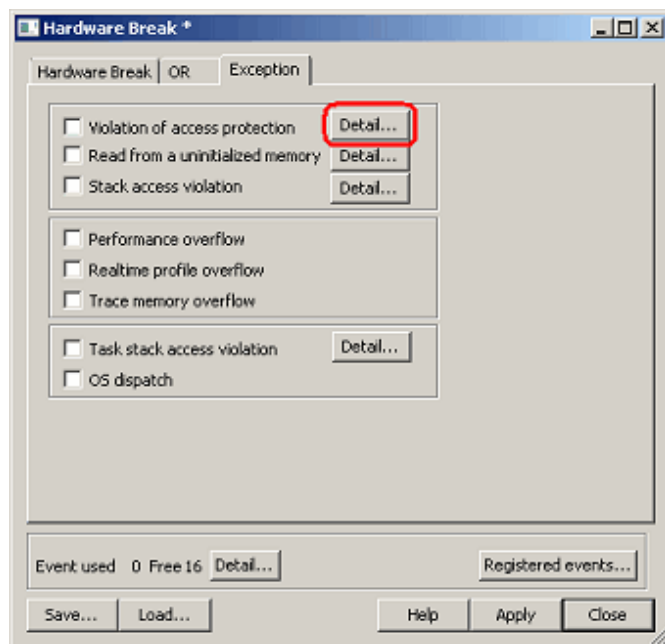 Hardware Break *
Hardware Break OR Exception
Violation of access protection Detail...
Read from a uninitialized memory Detail...
Stack access violation Detail...
Performance overflow
Realtime profile overflow
Trace memory overflow
Task stack access violation Detail...
OS dispatch
Event used 0 Free 16 Detail... Registered events...
Save... Load... Help Apply Close